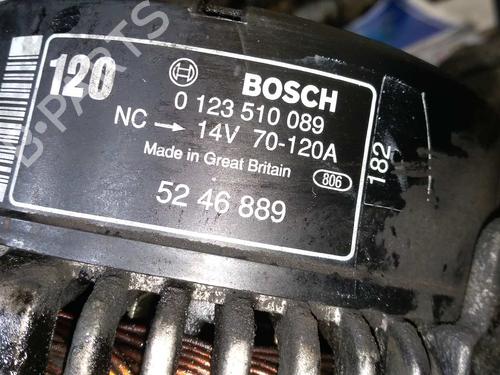 120
BOSCH
0 123 510 089
NC → 14V 70-120A
Made in Great Britain
806
52 46 889
182
B-PARTS